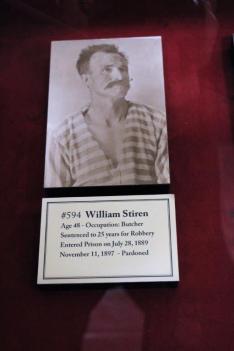 #594 William Stiren
Age 48 - Occupation: Butcher
Sentenced to 25 years for Robbery
Entered Prison on July 28, 1889
November 11, 1897 - Pardoned